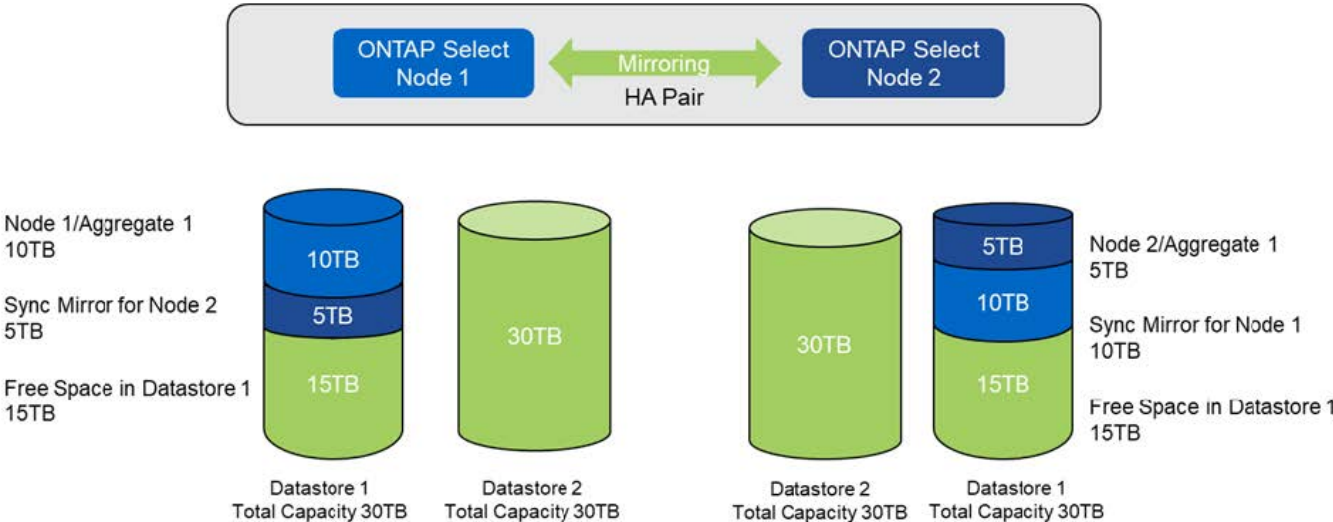 ONTAP Select
Node 1
Mirroring
HA Pair
ONTAP Select
Node 2
Node 1/Aggregate 1
10TB
Sync Mirror for Node 2
5TB
Free Space in Datastore 1
15TB
10TB
5TB
15TB
Datastore 1
Total Capacity 30TB
30TB
Datastore 2
Total Capacity 30TB
30TB
Datastore 2
Total Capacity 30TB
5TB
10TB
15TB
Datastore 1
Total Capacity 30TB
Node 2/Aggregate 1
5TB
Sync Mirror for Node 1
10TB
Free Space in Datastore 1
15TB